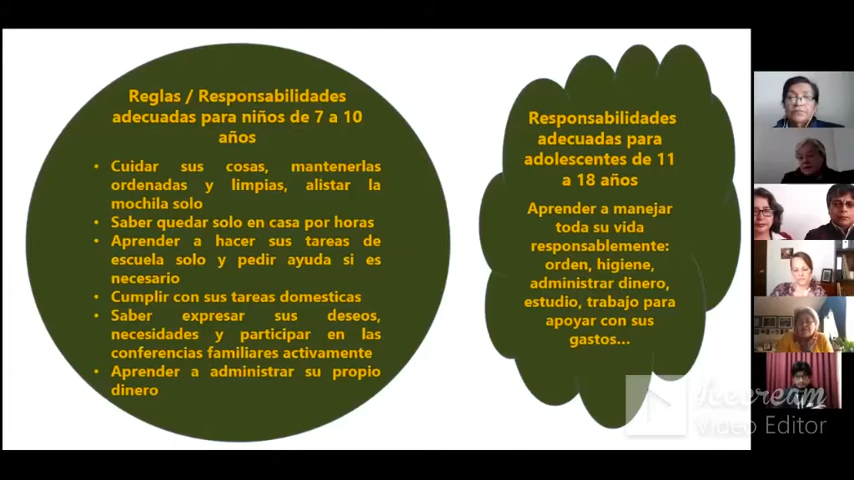 Reglas / Responsabilidades
adecuadas para niños de 7 a 10
años
• Cuidar sus cosas, mantenerlas
ordenadas y limpias, alistar la
mochila solo
• Saber quedar solo en casa por horas
• Aprender a hacer sus tareas de
escuela solo y pedir ayuda si es
necesario
• Cumplir con sus tareas domesticas
• Saber expresar sus deseos,
necesidades y participar en las
conferencias familiares activamente
• Aprender a administrar su propio
dinero
Responsabilidades
adecuadas para
adolescentes de 11
a 18 años
Aprender a manejar
toda su vida
responsablemente:
orden, higiene,
administrar dinero,
estudio, trabajo para
apoyar con sus
gastos...
Icecream
Video Editor